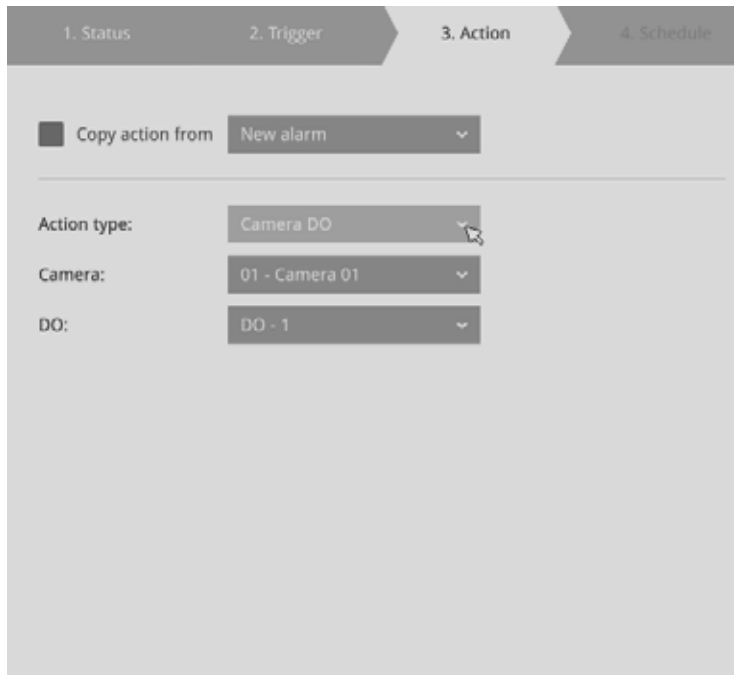 1. Status 2. Trigger 3. Action 4. Schedule
Copy action from New alarm
Action type: Camera DO
Camera: 01 - Camera 01
DO: DO - 1